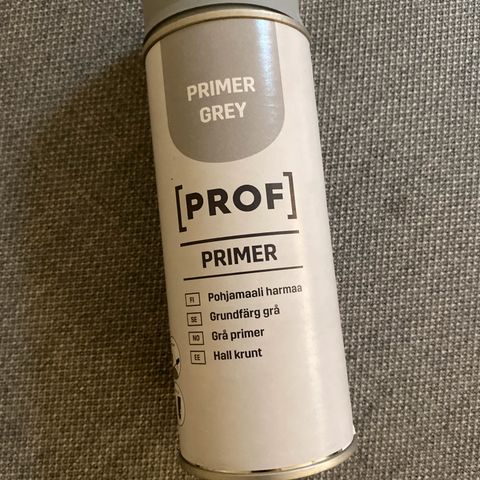 PRIMER
GREY
[PROF]
PRIMER
FI Pohjamaali harmaa
SE Grundfärg grå
NO Grå primer
EE Hall krunt